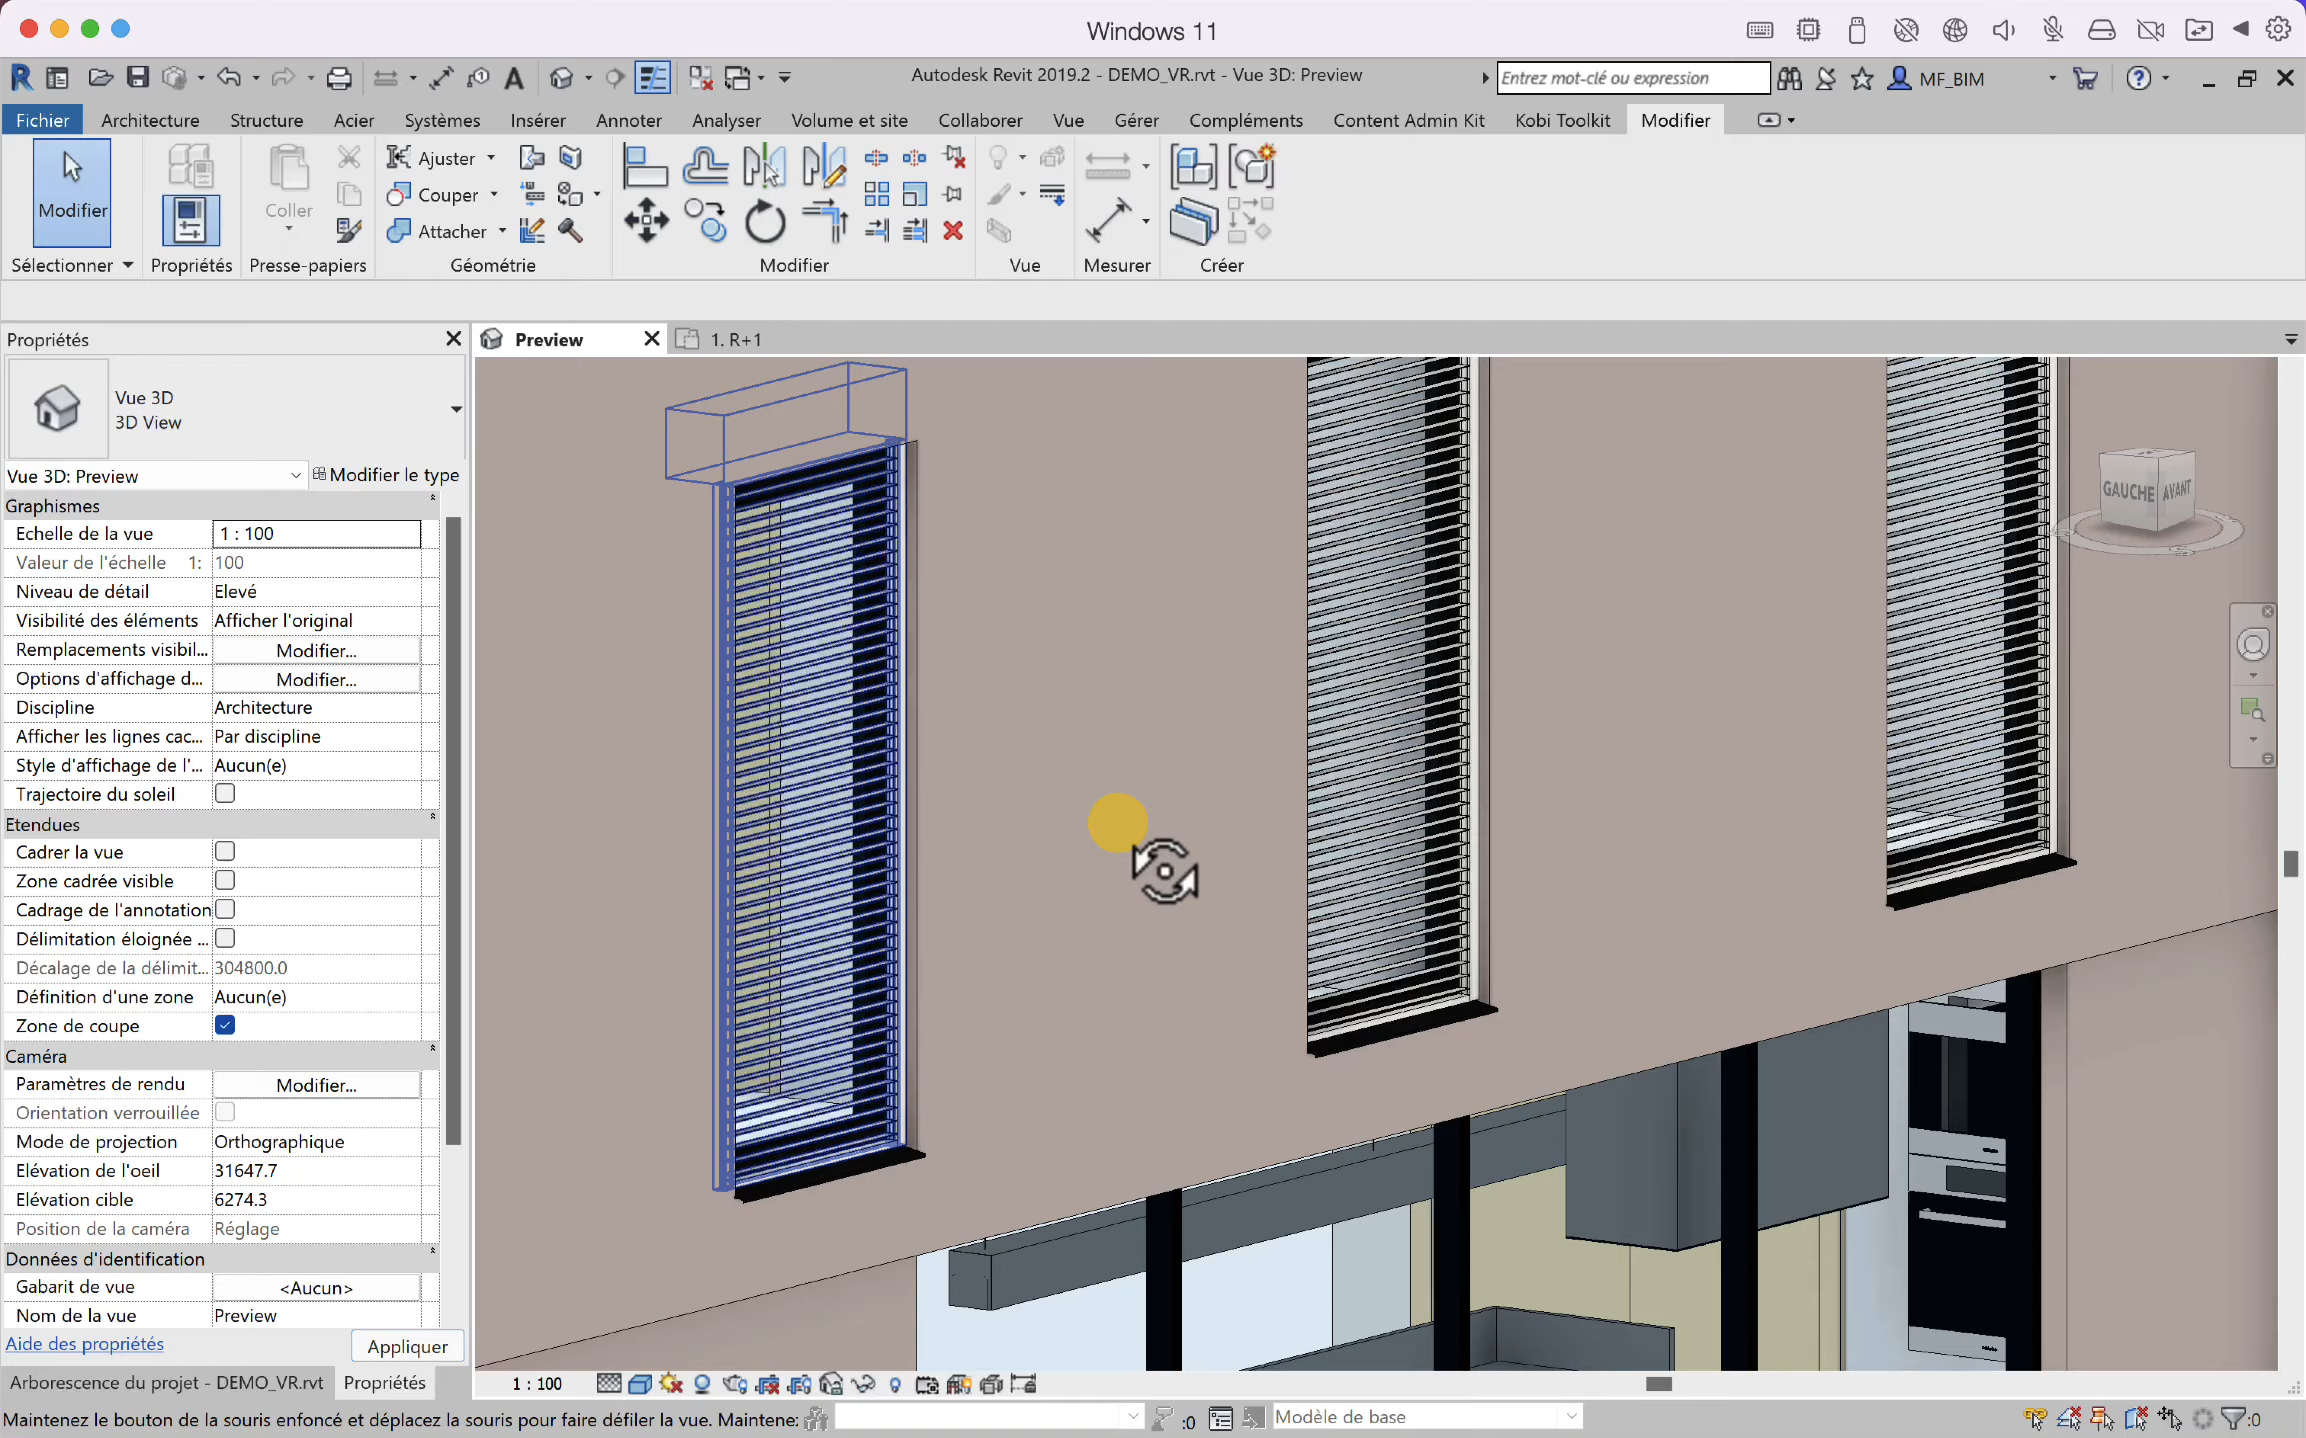 Windows 11
Autodesk Revit 2019.2 - DEMO_VR.rvt - Vue 3D: Preview
Entrez mot-clé ou expression
MF_BIM
Fichier Architecture Structure Acier Systèmes Insérer Annoter Analyser Volume et site Collaborer Vue Gérer Compléments Content Admin Kit Kobi Toolkit Modifier
Modifier
Coller
Ajuster
Couper
Attacher
Sélectionner Propriétés Presse-papiers Géométrie Modifier Vue Mesurer Créer
Propriétés
Preview
1. R+1
Vue 3D
3D View
Vue 3D: Preview
Modifier le type
Graphismes
Echelle de la vue 1 : 100
Valeur de l'échelle 1: 100
Niveau de détail Elevé
Visibilité des éléments Afficher l'original
Remplacements visibil... Modifier...
Options d'affichage d... Modifier...
Discipline Architecture
Afficher les lignes cac... Par discipline
Style d'affichage de l'... Aucun(e)
Trajectoire du soleil
Etendues
Cadrer la vue
Zone cadrée visible
Cadrage de l'annotation
Délimitation éloignée ...
Décalage de la délimit... 304800.0
Définition d'une zone Aucun(e)
Zone de coupe
Caméra
Paramètres de rendu Modifier...
Orientation verrouillée
Mode de projection Orthographique
Elévation de l'oeil 31647.7
Elévation cible 6274.3
Position de la caméra Réglage
Données d'identification
Gabarit de vue <Aucun>
Nom de la vue Preview
Aide des propriétés
Appliquer
Arborescence du projet - DEMO_VR.rvt
Propriétés
GAUCHE AVANT
1 : 100
Maintenez le bouton de la souris enfoncé et déplacez la souris pour faire défiler la vue. Maintene:
:0
Modèle de base
:0